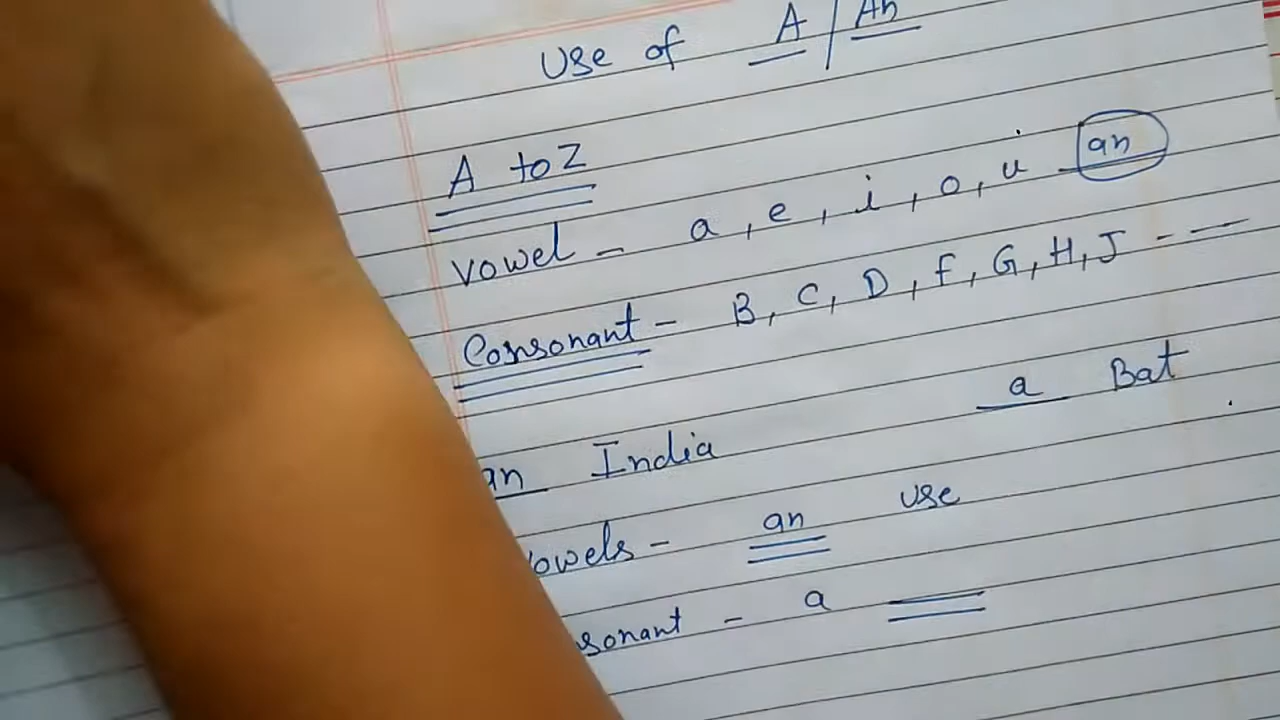 Use of A/An
A to Z
vowel - a, e, i, o, u an
Consonant - B, C, D, F, G, H, J - - -
a Bat
an India
owels - an use
sonant - a